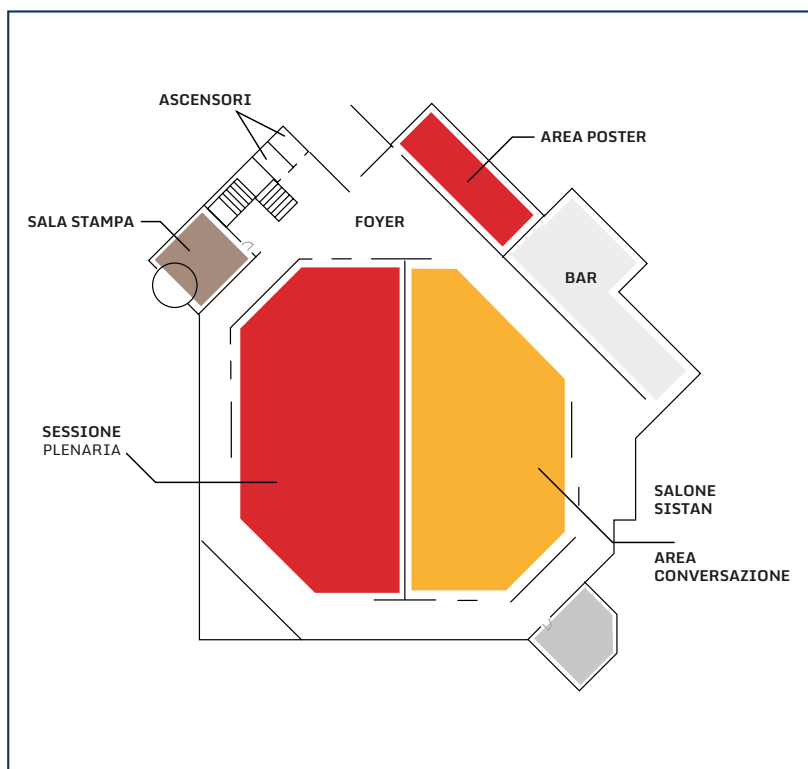 ASCENSORI
AREA POSTER
SALA STAMPA
FOYER
BAR
SESSIONE
PLENARIA
SALONE
SISTAN
AREA
CONVERSAZIONE